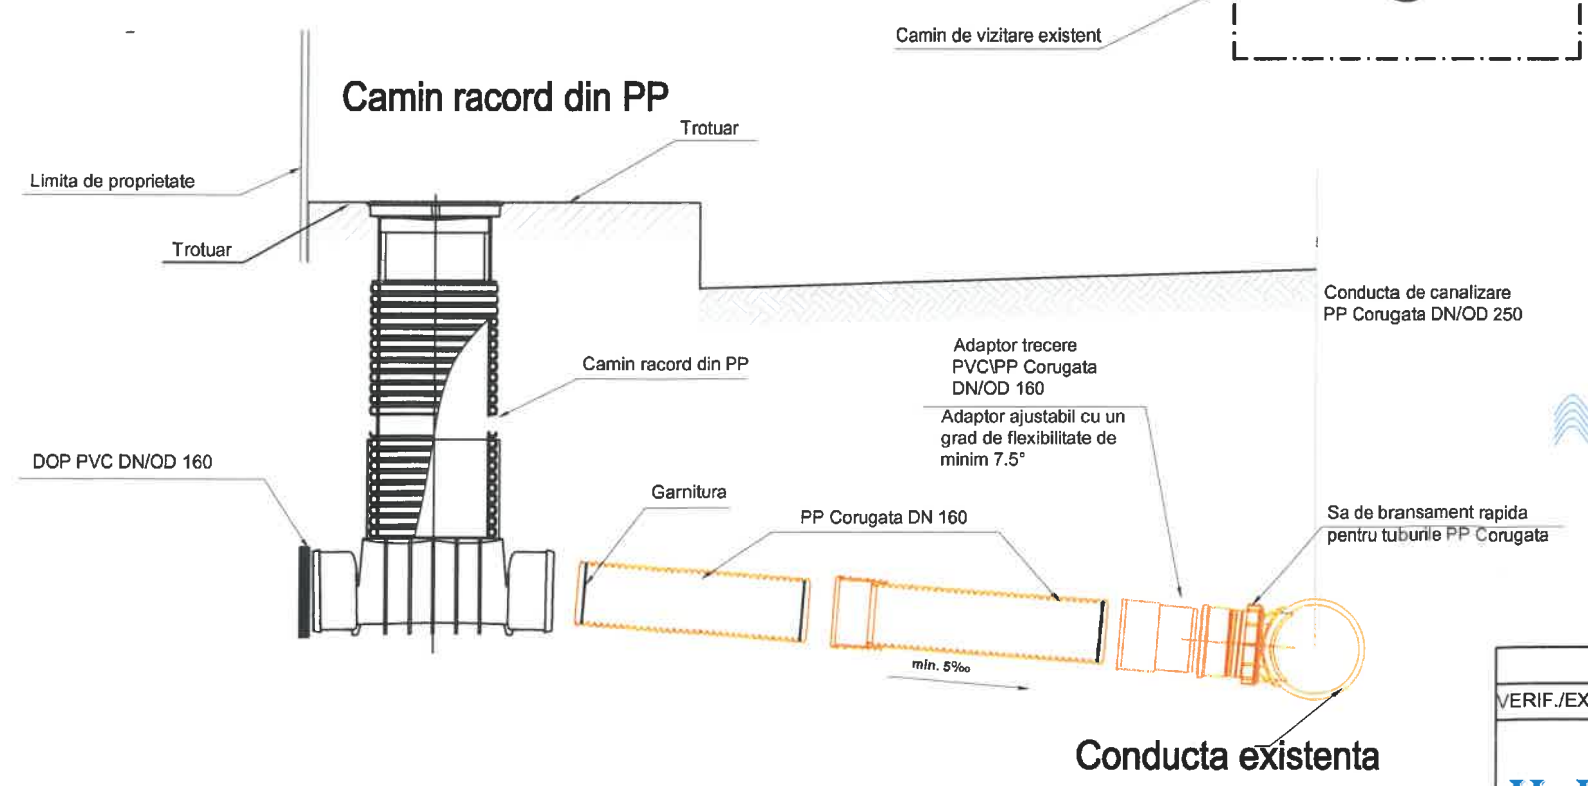 Camin de vizitare existent
Camin racord din PP
Trotuar
Limita de proprietate
Trotuar
Conducta de canalizare
PP Corugata DN/OD 250
Adaptor trecere
PVC\PP Corugata
DN/OD 160
Camin racord din PP
Adaptor ajustabil cu un
grad de flexibilitate de
minim 7.5°
DOP PVC DN/OD 160
Garnitura
PP Corugata DN 160
Sa de bransament rapida
pentru tuburile PP Corugata
min. 5‰
VERIF./EX
Conducta existenta